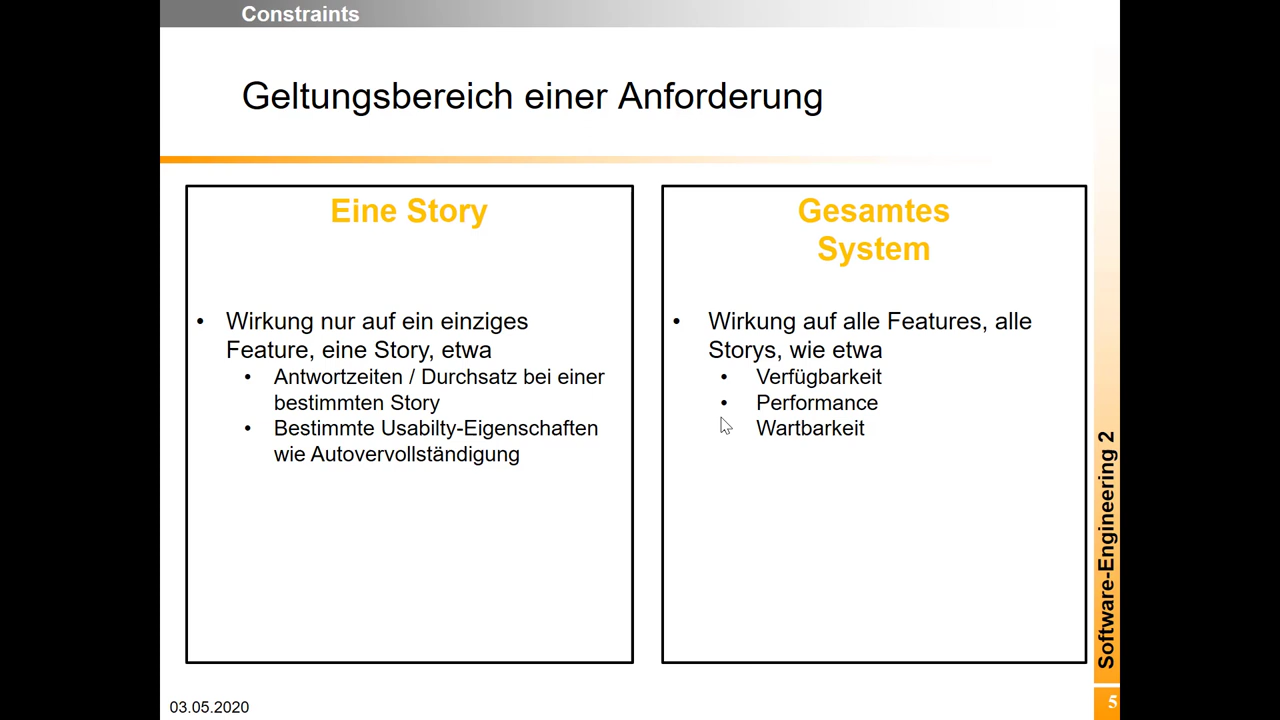 Constraints
Geltungsbereich einer Anforderung
Eine Story
• Wirkung nur auf ein einziges
Feature, eine Story, etwa
• Antwortzeiten / Durchsatz bei einer
bestimmten Story
• Bestimmte Usabilty-Eigenschaften
wie Autovervollständigung
Gesamtes
System
• Wirkung auf alle Features, alle
Storys, wie etwa
• Verfügbarkeit
• Performance
Wartbarkeit
Software-Engineering 2
03.05.2020
5